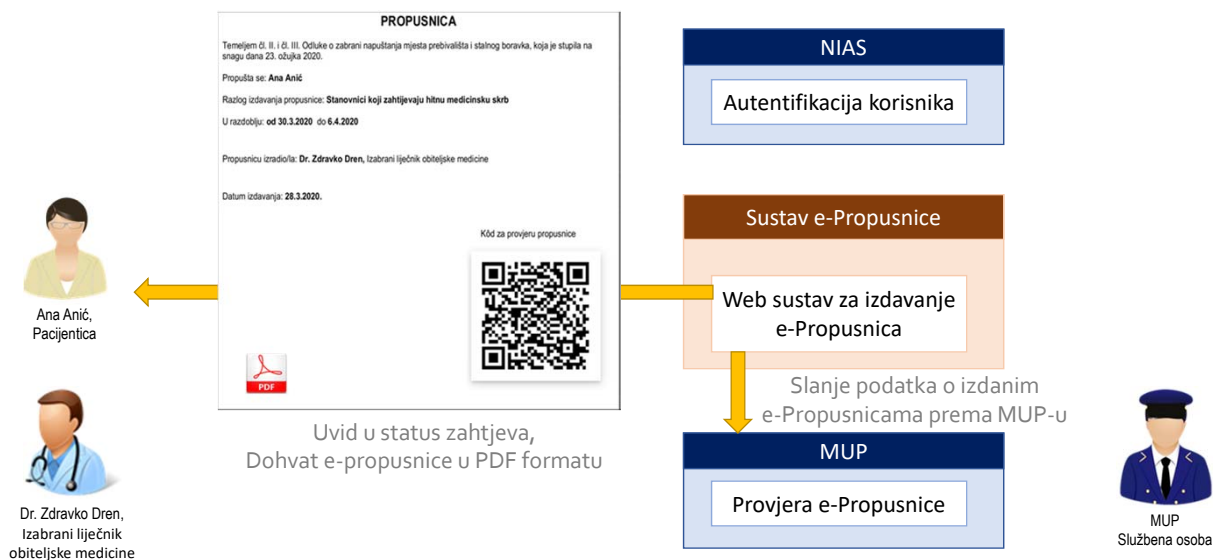 PROPUSNICA
Temeljem čl. II. i čl. III. Odluke o zabrani napuštanja mjesta prebivališta i stalnog boravka, koja je stupila na
snagu dana 23. ožujka 2020.
Propušta se: Ana Anić
Razlog izdavanja propusnice: Stanovnici koji zahtijevaju hitnu medicinsku skrb
U razdoblju: od 30.3.2020 do 6.4.2020
Propusnicu izradio/la: Dr. Zdravko Dren, Izabrani liječnik obiteljske medicine
Datum izdavanja: 28.3.2020.
Kôd za provjeru propusnice
PDF
Uvid u status zahtjeva,
Dohvat e-propusnice u PDF formatu
Ana Anić,
Pacijentica
Dr. Zdravko Dren,
Izabrani liječnik
obiteljske medicine
NIAS
Autentifikacija korisnika
Sustav e-Propusnice
Web sustav za izdavanje
e-Propusnica
Slanje podatka o izdanim
e-Propusnicama prema MUP-u
MUP
Provjera e-Propusnice
MUP
Službena osoba